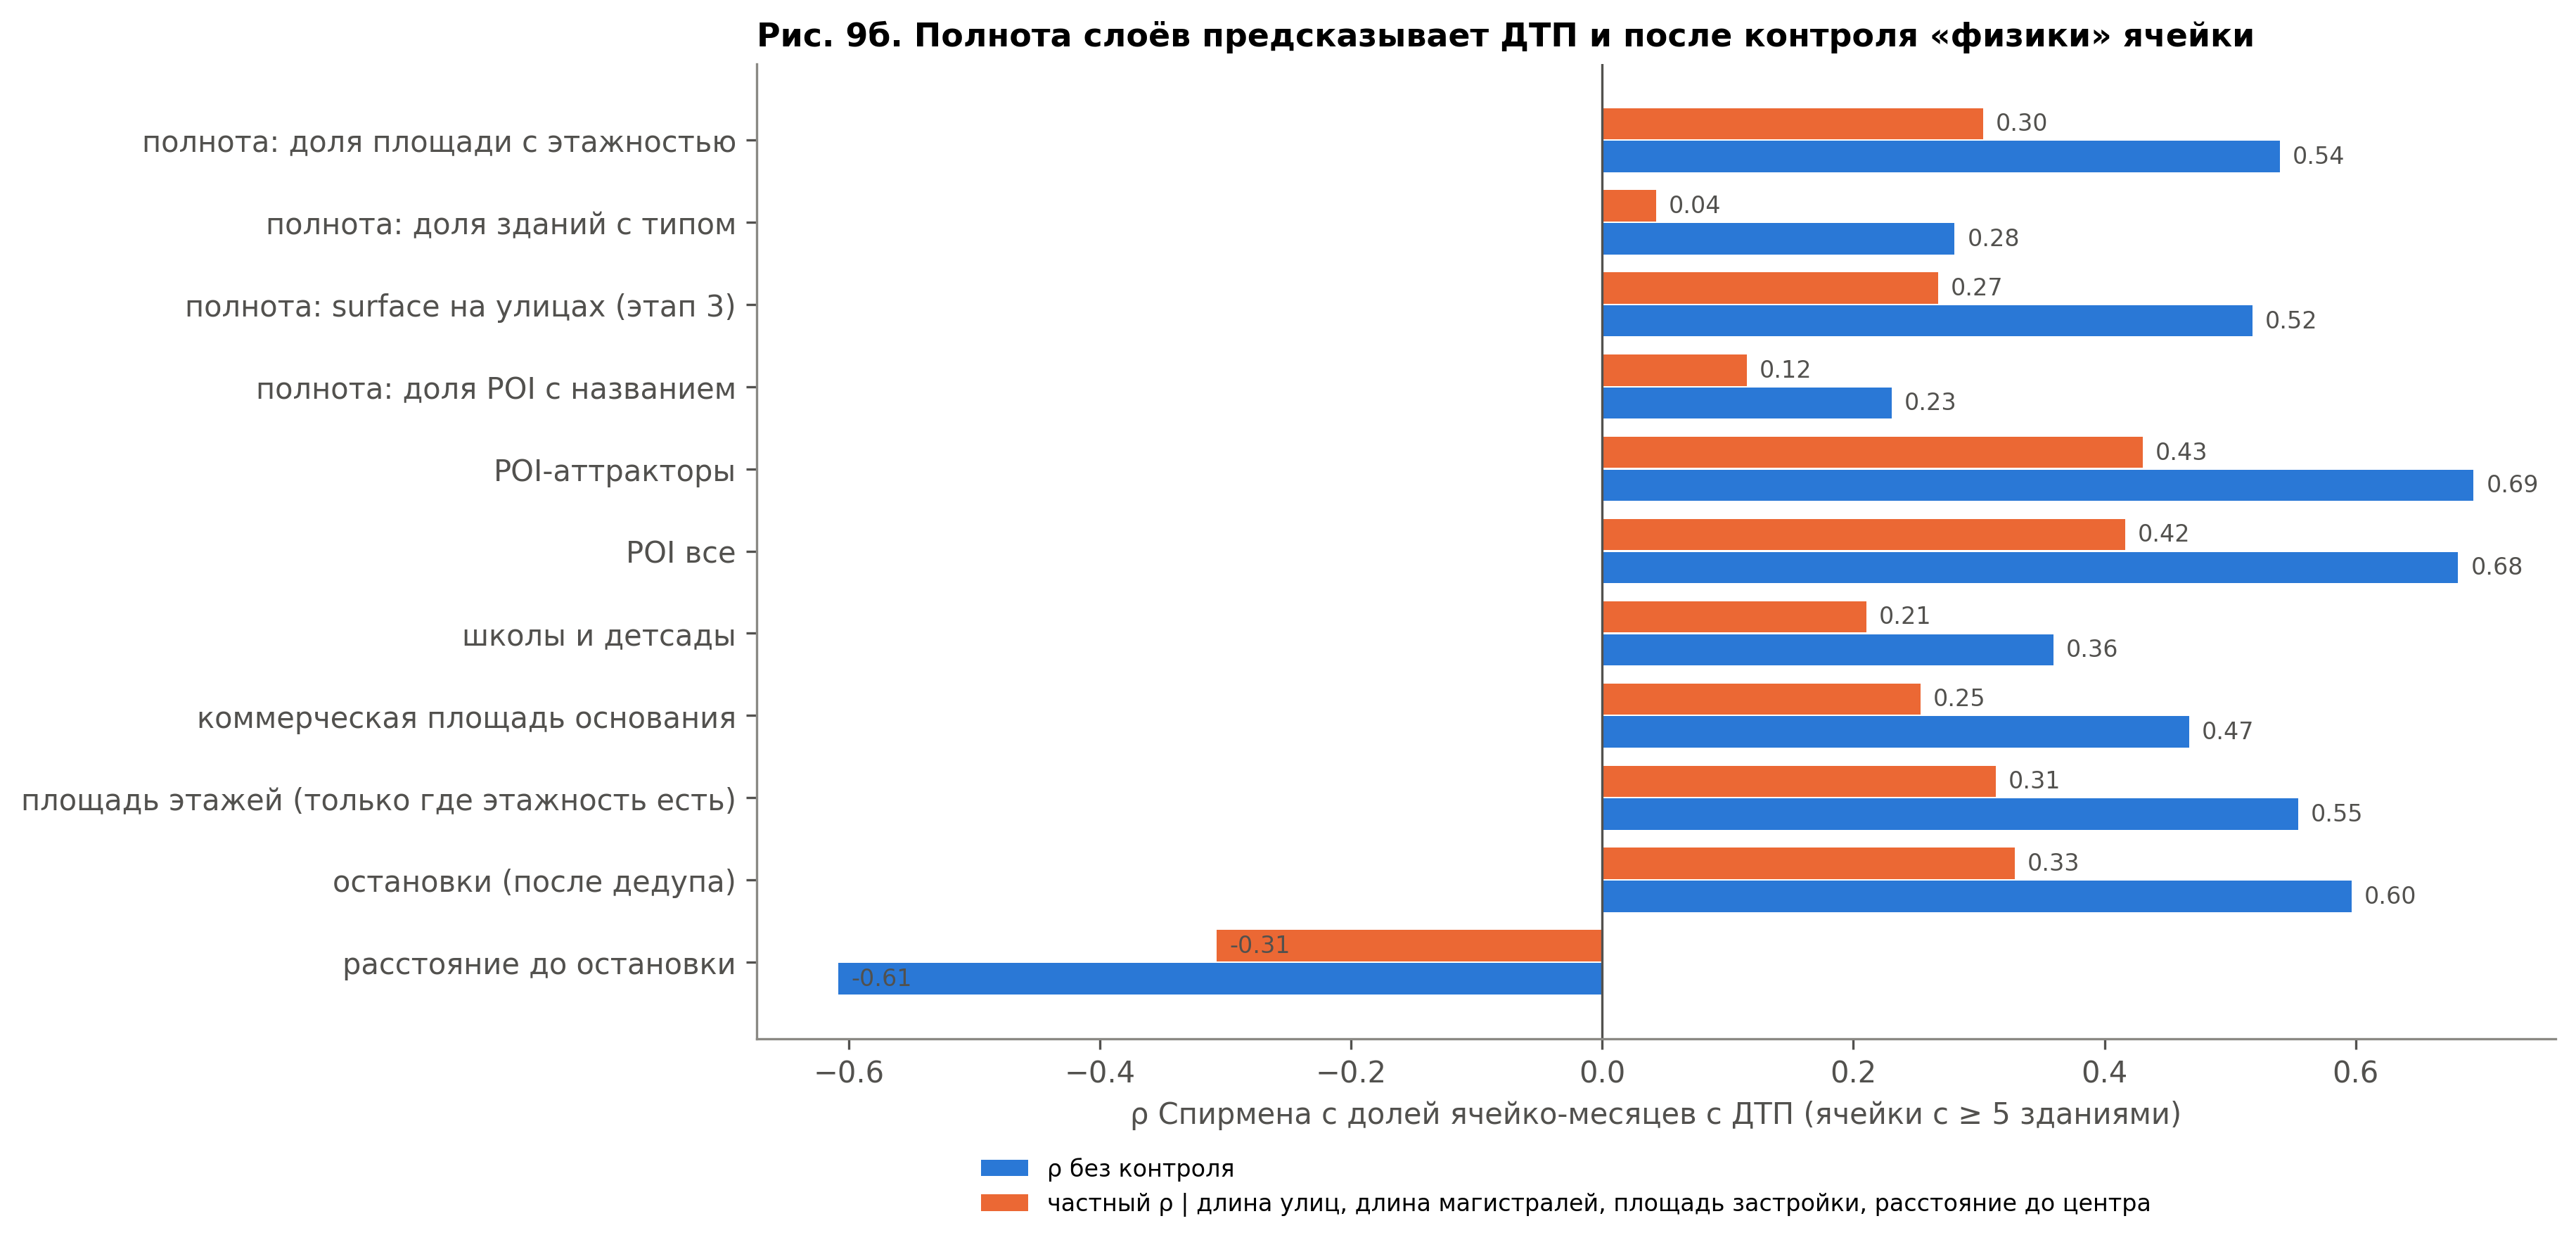 Рис. 9б. Полнота слоёв предсказывает ДТП и после контроля «физики» ячейки
полнота: доля площади с этажностью
0.30
0.54
полнота: доля зданий с типом
0.04
0.28
полнота: surface на улицах (этап 3)
0.27
0.52
полнота: доля POI с названием
0.12
0.23
POI-аттракторы
0.43
0.69
POI все
0.42
0.68
школы и детсады
0.21
0.36
коммерческая площадь основания
0.25
0.47
площадь этажей (только где этажность есть)
0.31
0.55
остановки (после дедупа)
0.33
0.60
расстояние до остановки
-0.31
-0.61
−0.6 −0.4 −0.2 0.0 0.2 0.4 0.6
ρ Спирмена с долей ячейко-месяцев с ДТП (ячейки с ≥ 5 зданиями)
ρ без контроля
частный ρ | длина улиц, длина магистралей, площадь застройки, расстояние до центра